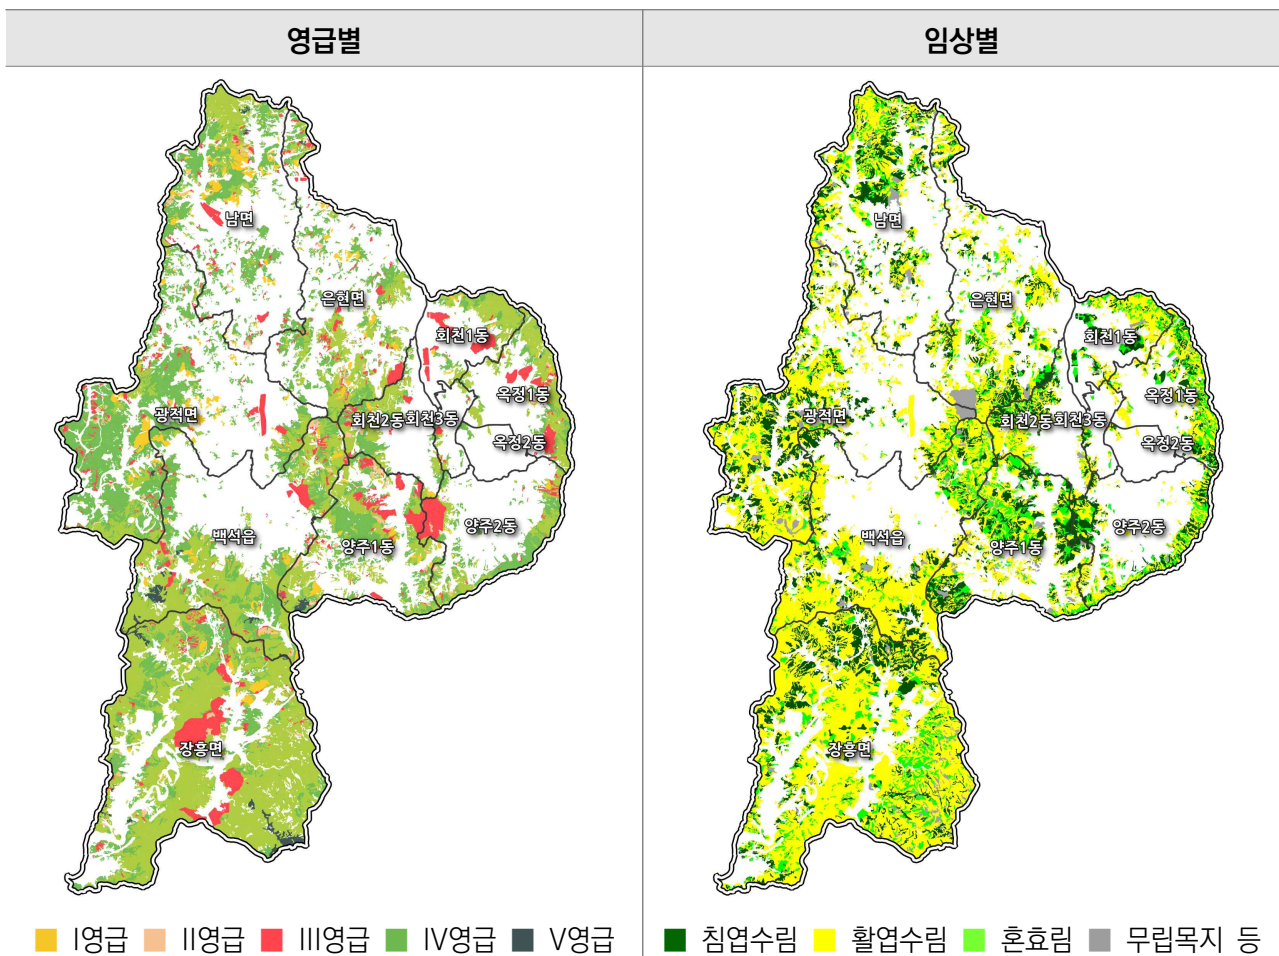 영급별
임상별
남면
은현면
회천1동
옥정1동
광적면
회천2동
회천3동
옥정2동
백석읍
양주1동
양주2동
장흥면
남면
은현면
회천1동
옥정1동
광적면
회천2동
회천3동
옥정2동
백석읍
양주1동
양주2동
장흥면
I영급 II영급 III영급 IV영급 V영급
침엽수림 활엽수림 혼효림 무립목지 등